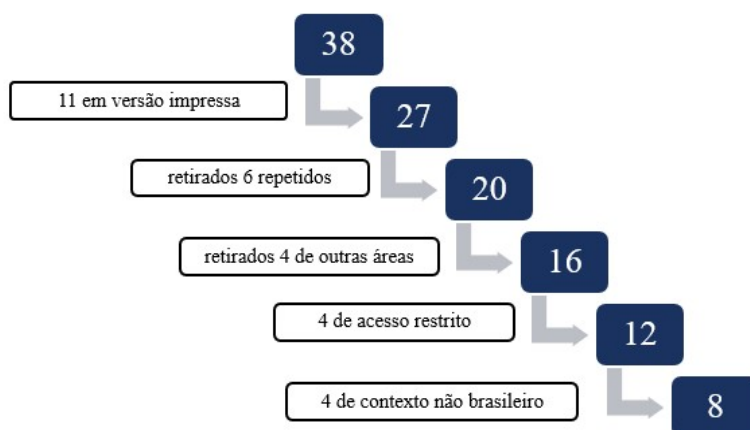 38
11 em versão impressa
27
retirados 6 repetidos
20
retirados 4 de outras áreas
16
4 de acesso restrito
12
4 de contexto não brasileiro
8